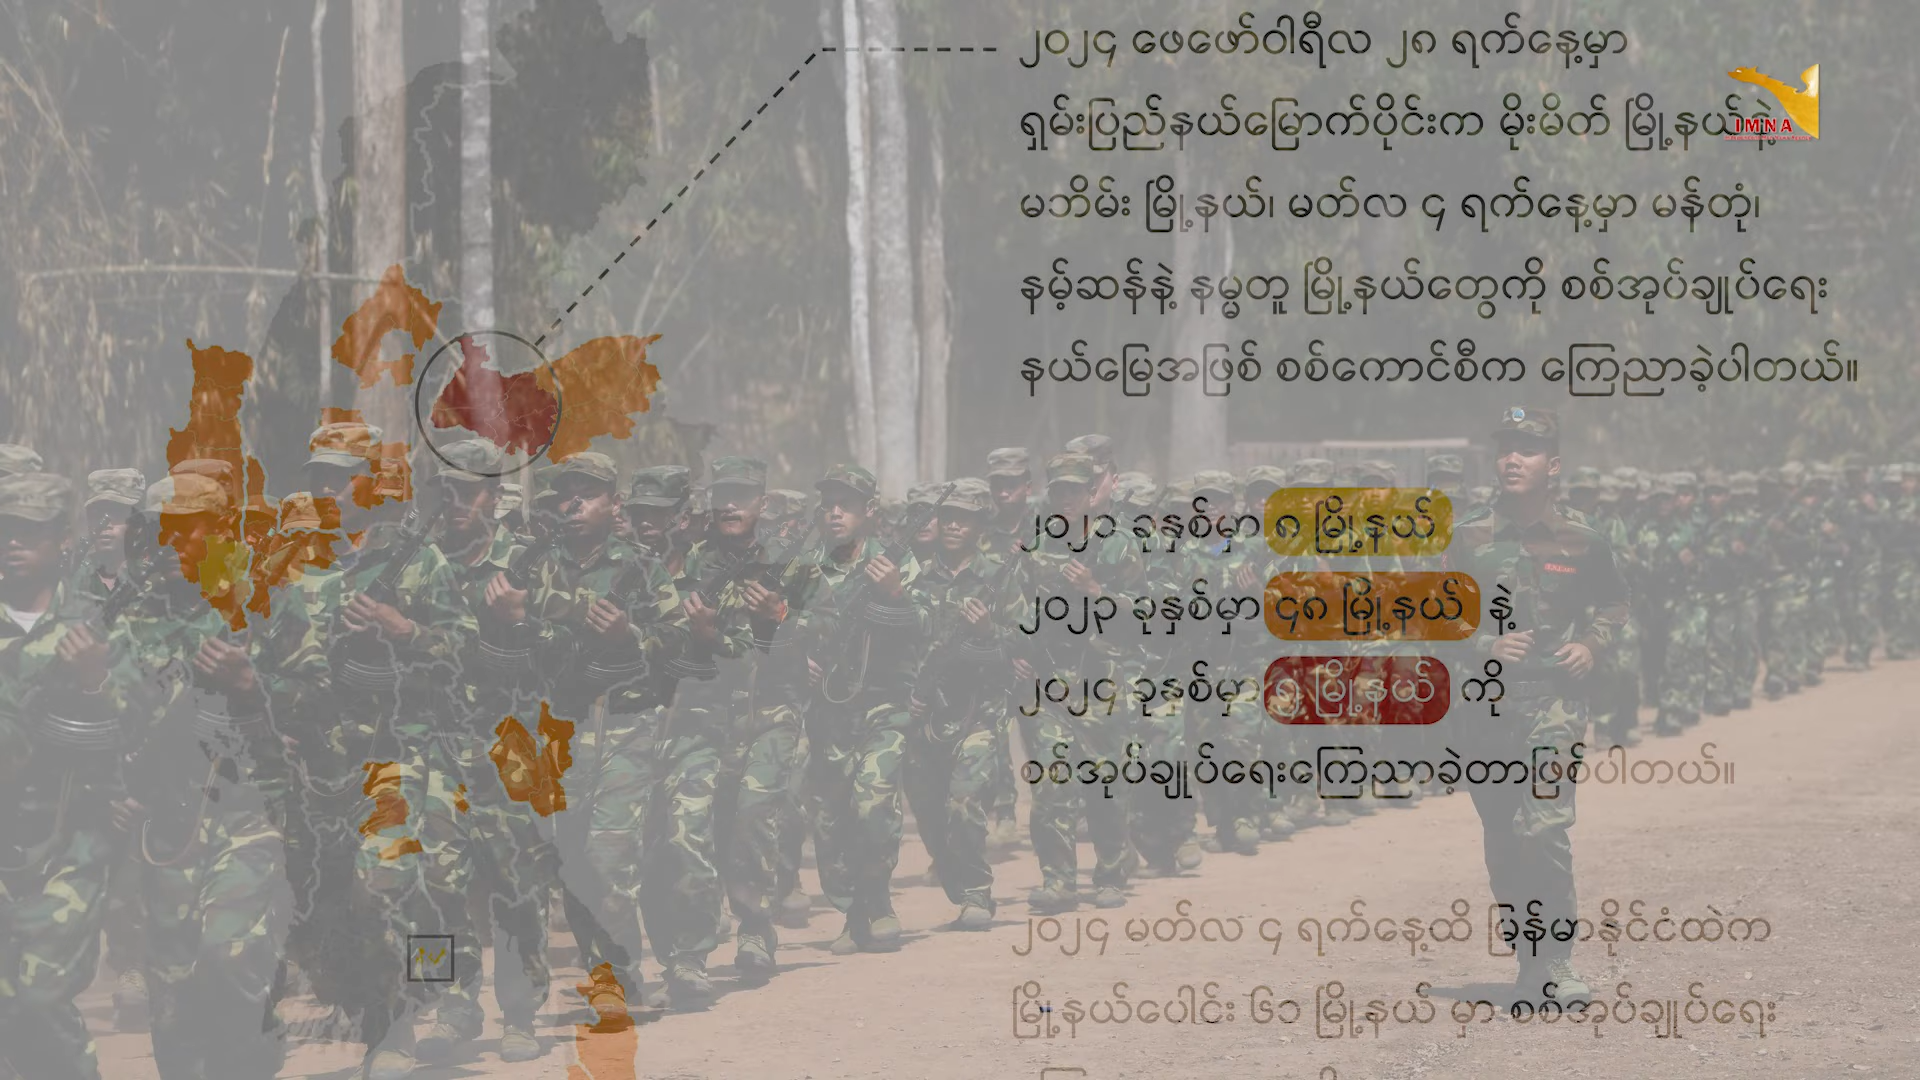 ၂၀၂၄ ဖေဖော်ဝါရီလ ၂၈ ရက်နေ့မှာ
ရှမ်းပြည်နယ်မြောက်ပိုင်းက မိုးမိတ် မြို့နယ်နဲ့
IMNA
မဘိမ်း မြို့နယ်၊ မတ်လ ၄ ရက်နေ့မှာ မန်တုံ၊
နမ့်ဆန်နဲ့ နမ္မတူ မြို့နယ်တွေကို စစ်အုပ်ချုပ်ရေး
နယ်မြေအဖြစ် စစ်ကောင်စီက ကြေညာခဲ့ပါတယ်။
၂၀၂၁ ခုနှစ်မှာ ၈ မြို့နယ်
၂၀၂၃ ခုနှစ်မှာ ၄၈ မြို့နယ် နဲ့
၂၀၂၄ ခုနှစ်မှာ ၅ မြို့နယ် ကို
စစ်အုပ်ချုပ်ရေးကြေညာခဲ့တာဖြစ်ပါတယ်။
၂၀၂၄ မတ်လ ၄ ရက်နေ့ထိ မြန်မာနိုင်ငံထဲက
မြို့နယ်ပေါင်း ၆၁ မြို့နယ် မှာ စစ်အုပ်ချုပ်ရေး